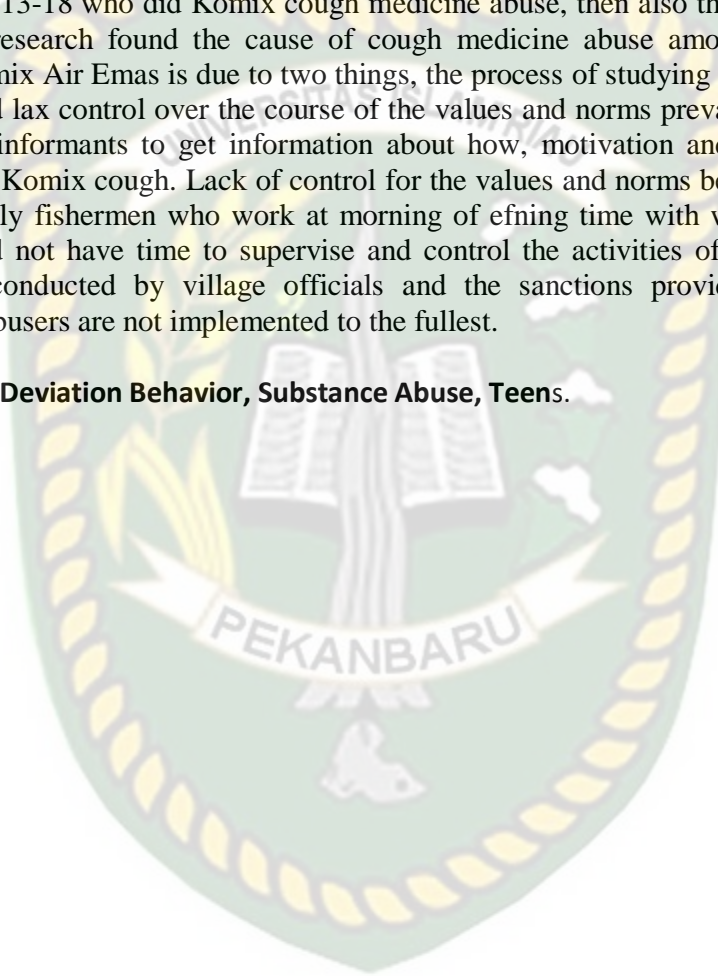 13-18 who did Komix cough medicine abuse, then also th
research found the cause of cough medicine abuse amo
mix Air Emas is due to two things, the process of studying
d lax control over the course of the values and norms preva
informants to get information about how, motivation and
Komix cough. Lack of control for the values and norms be
ly fishermen who work at morning of efning time with v
d not have time to supervise and control the activities of
conducted by village officials and the sanctions provi
busers are not implemented to the fullest.
Deviation Behavior, Substance Abuse, Teens.
UNIVERSITAS ISLAM RIAU
PEKANBARU